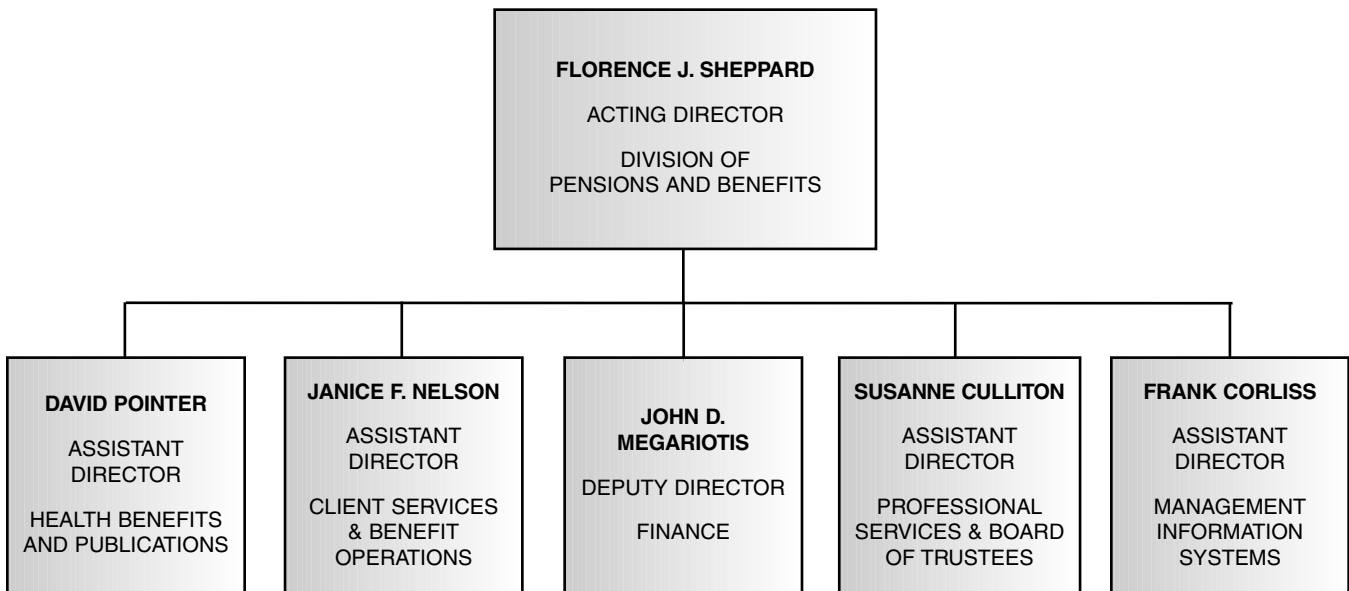 FLORENCE J. SHEPPARD
ACTING DIRECTOR
DIVISION OF
PENSIONS AND BENEFITS
DAVID POINTER
ASSISTANT
DIRECTOR
HEALTH BENEFITS
AND PUBLICATIONS
JANICE F. NELSON
ASSISTANT
DIRECTOR
CLIENT SERVICES
& BENEFIT
OPERATIONS
JOHN D.
MEGARIOTIS
DEPUTY DIRECTOR
FINANCE
SUSANNE CULLITON
ASSISTANT
DIRECTOR
PROFESSIONAL
SERVICES & BOARD
OF TRUSTEES
FRANK CORLISS
ASSISTANT
DIRECTOR
MANAGEMENT
INFORMATION
SYSTEMS